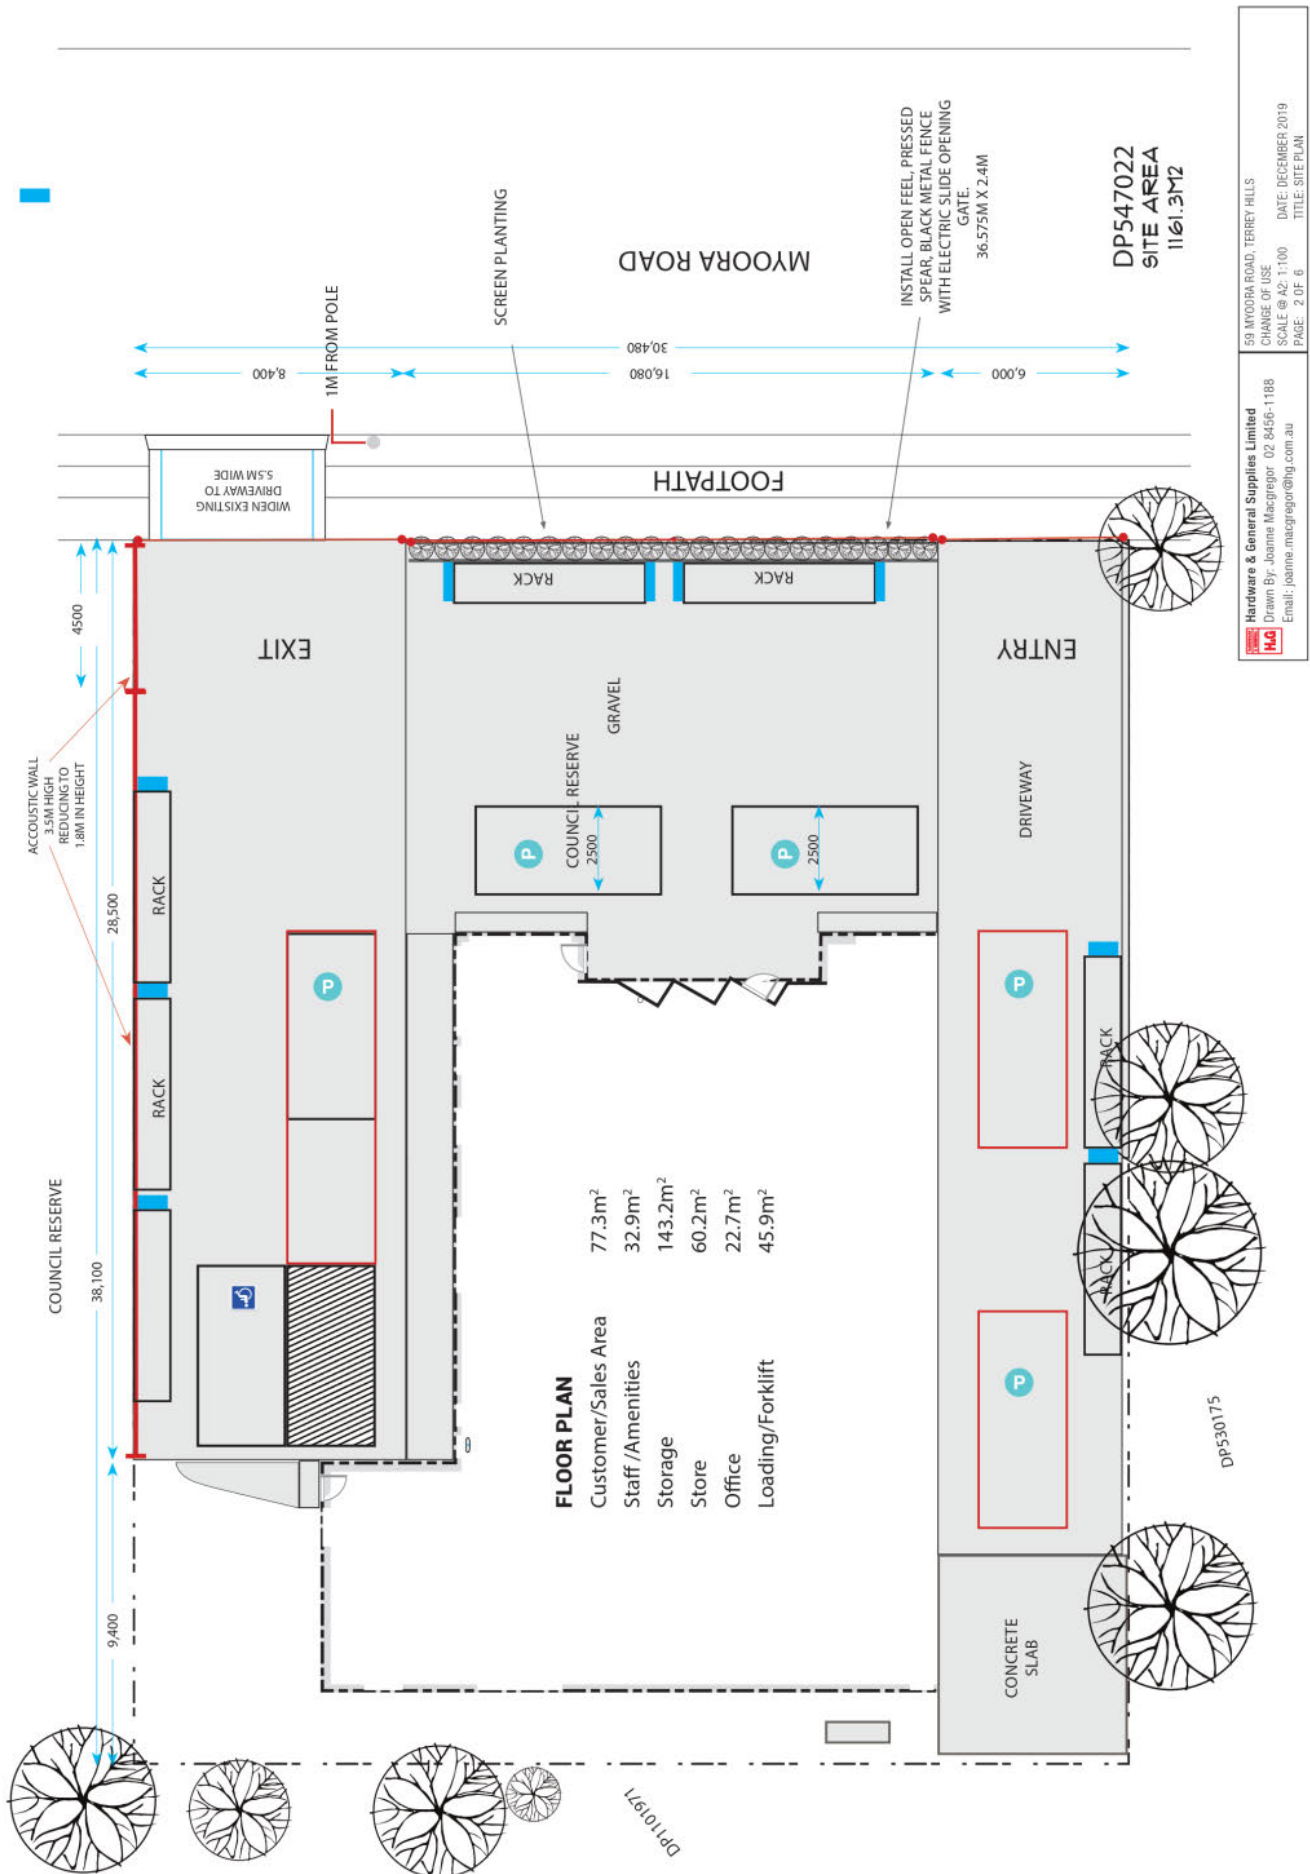 1M FROM POLE
SCREEN PLANTING
MYOORA ROAD
INSTALL OPEN FEEL, PRESSED
SPEAR, BLACK METAL FENCE
WITH ELECTRIC SLIDE OPENING
GATE.
36.575M X 2.4M
DP547022
SITE AREA
1161.3M2
30,480
8,400
16,080
6,000
WIDEN EXISTING
DRIVEWAY TO
5.5M WIDE
FOOTPATH
4500
ACCOUSTIC WALL
3.5M HIGH
REDUCING TO
1.8M IN HEIGHT
28,500
38,100
9,400
COUNCIL RESERVE
EXIT
RACK
RACK
RACK
RACK
GRAVEL
COUNCIL RESERVE
P
2500
P
2500
ENTRY
DRIVEWAY
P
P
RACK
P
RACK
FLOOR PLAN
Customer/Sales Area 77.3m²
Staff /Amenities 32.9m²
Storage 143.2m²
Store 60.2m²
Office 22.7m²
Loading/Forklift 45.9m²
CONCRETE
SLAB
DP530175
DP1101971
H&G
Hardware & General Supplies Limited
Drawn By: Joanne Macgregor 02 8456-1188
Email: joanne.macgregor@hg.com.au
59 MYOORA ROAD, TERREY HILLS
CHANGE OF USE
SCALE @ A2: 1:100 DATE: DECEMBER 2019
PAGE: 2 OF 6 TITLE: SITE PLAN